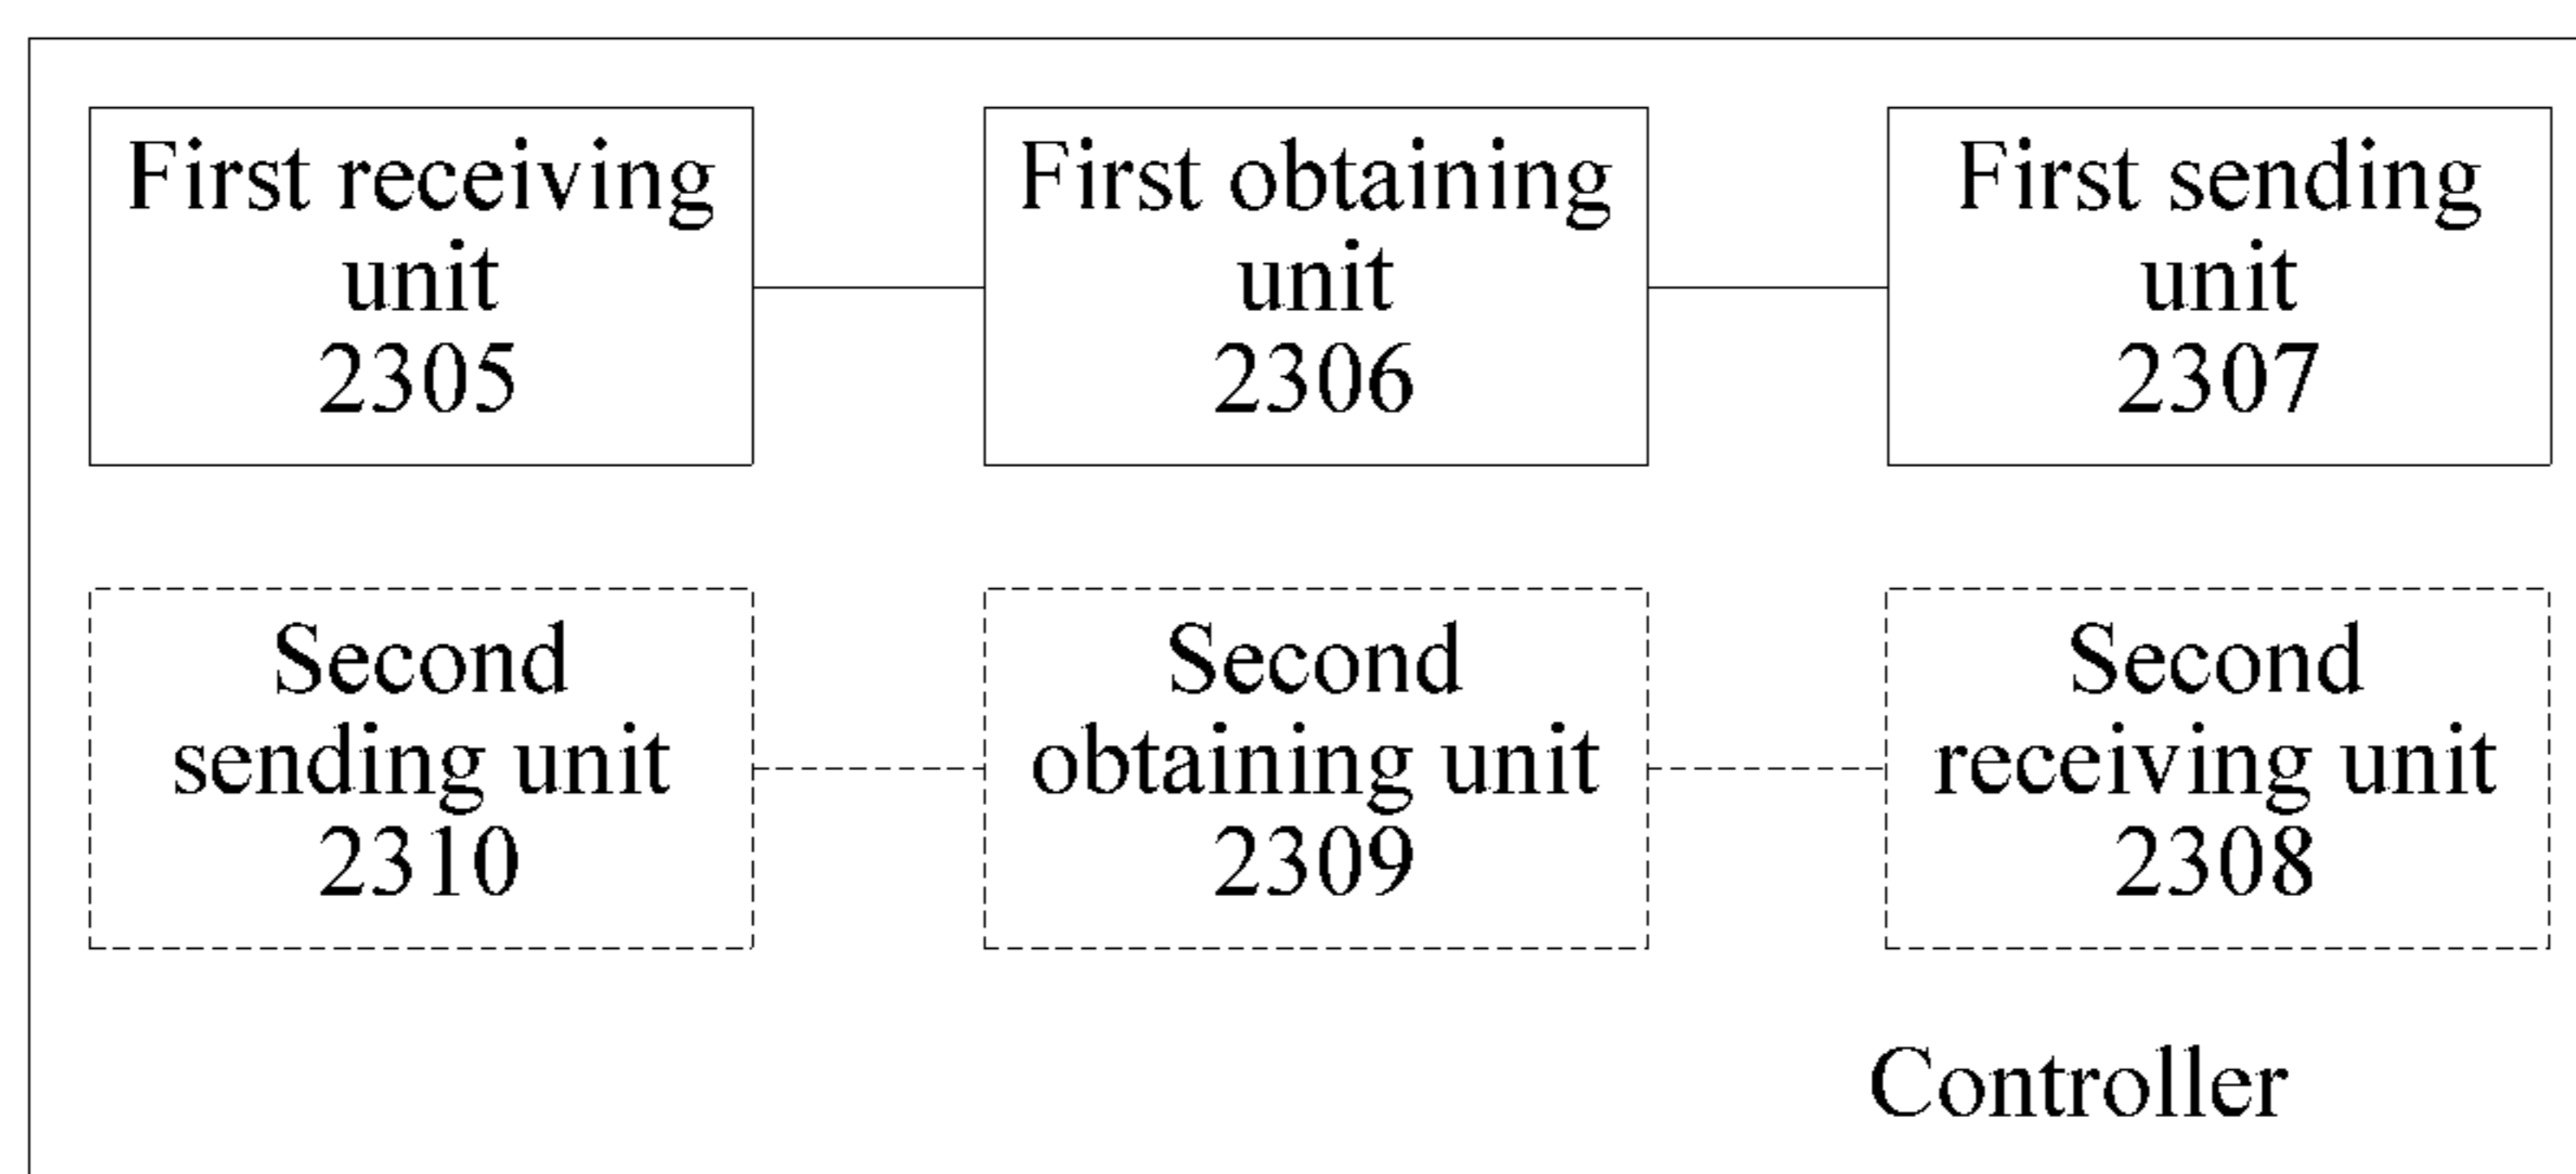 First receiving
unit
2305
First obtaining
unit
2306
First sending
unit
2307
Second
sending unit
2310
Second
obtaining unit
2309
Second
receiving unit
2308
Controller